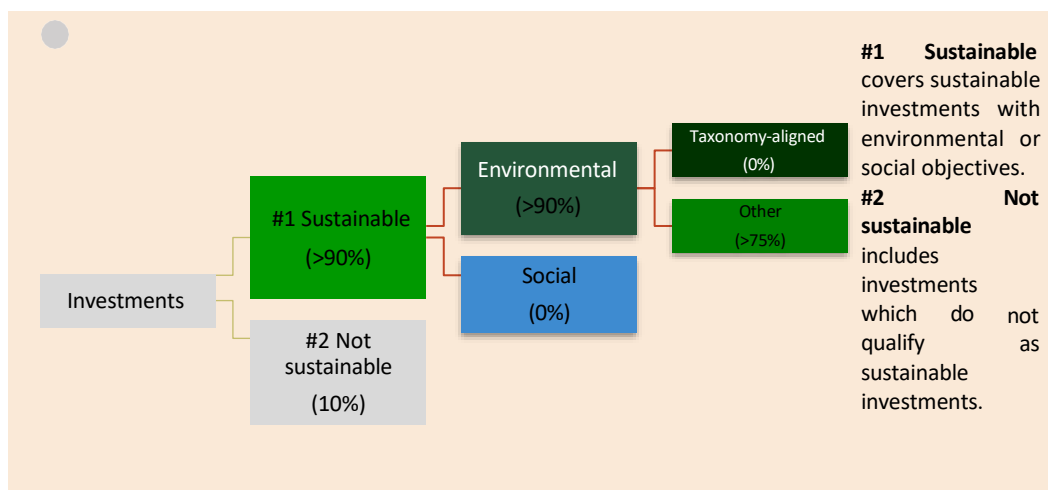 Investments
#1 Sustainable
(>90%)
#2 Not
sustainable
(10%)
Environmental
(>90%)
Social
(0%)
Taxonomy-aligned
(0%)
Other
(>75%)
#1 Sustainable
covers sustainable
investments with
environmental or
social objectives.
#2 Not
sustainable
includes
investments
which do not
qualify as
sustainable
investments.